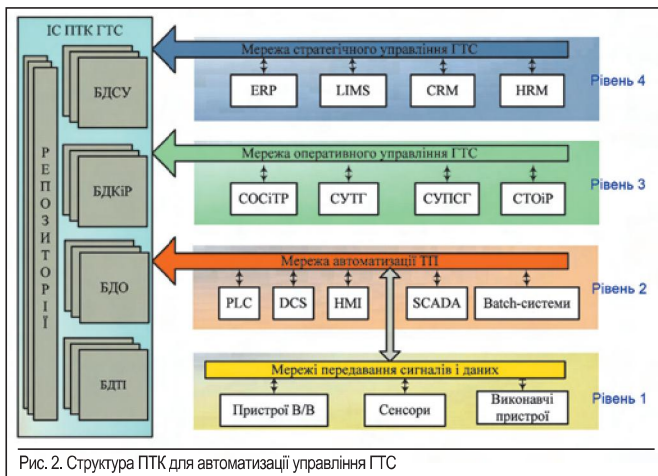 ІС ПТК ГТС
РЕПОЗИТОРІЇ
БДСУ
БДКіР
БДО
БДТП
Мережа стратегічного управління ГТС
ERP
LIMS
CRM
HRM
Рівень 4
Мережа оперативного управління ГТС
СОСіТР
СУТГ
СУПСГ
СТОіР
Рівень 3
Мережа автоматизації ТП
PLC
DCS
HMI
SCADA
Batch-системи
Рівень 2
Мережі передавання сигналів і даних
Пристрої В/В
Сенсори
Виконавчі
пристрої
Рівень 1
Рис. 2. Структура ПТК для автоматизації управління ГТС